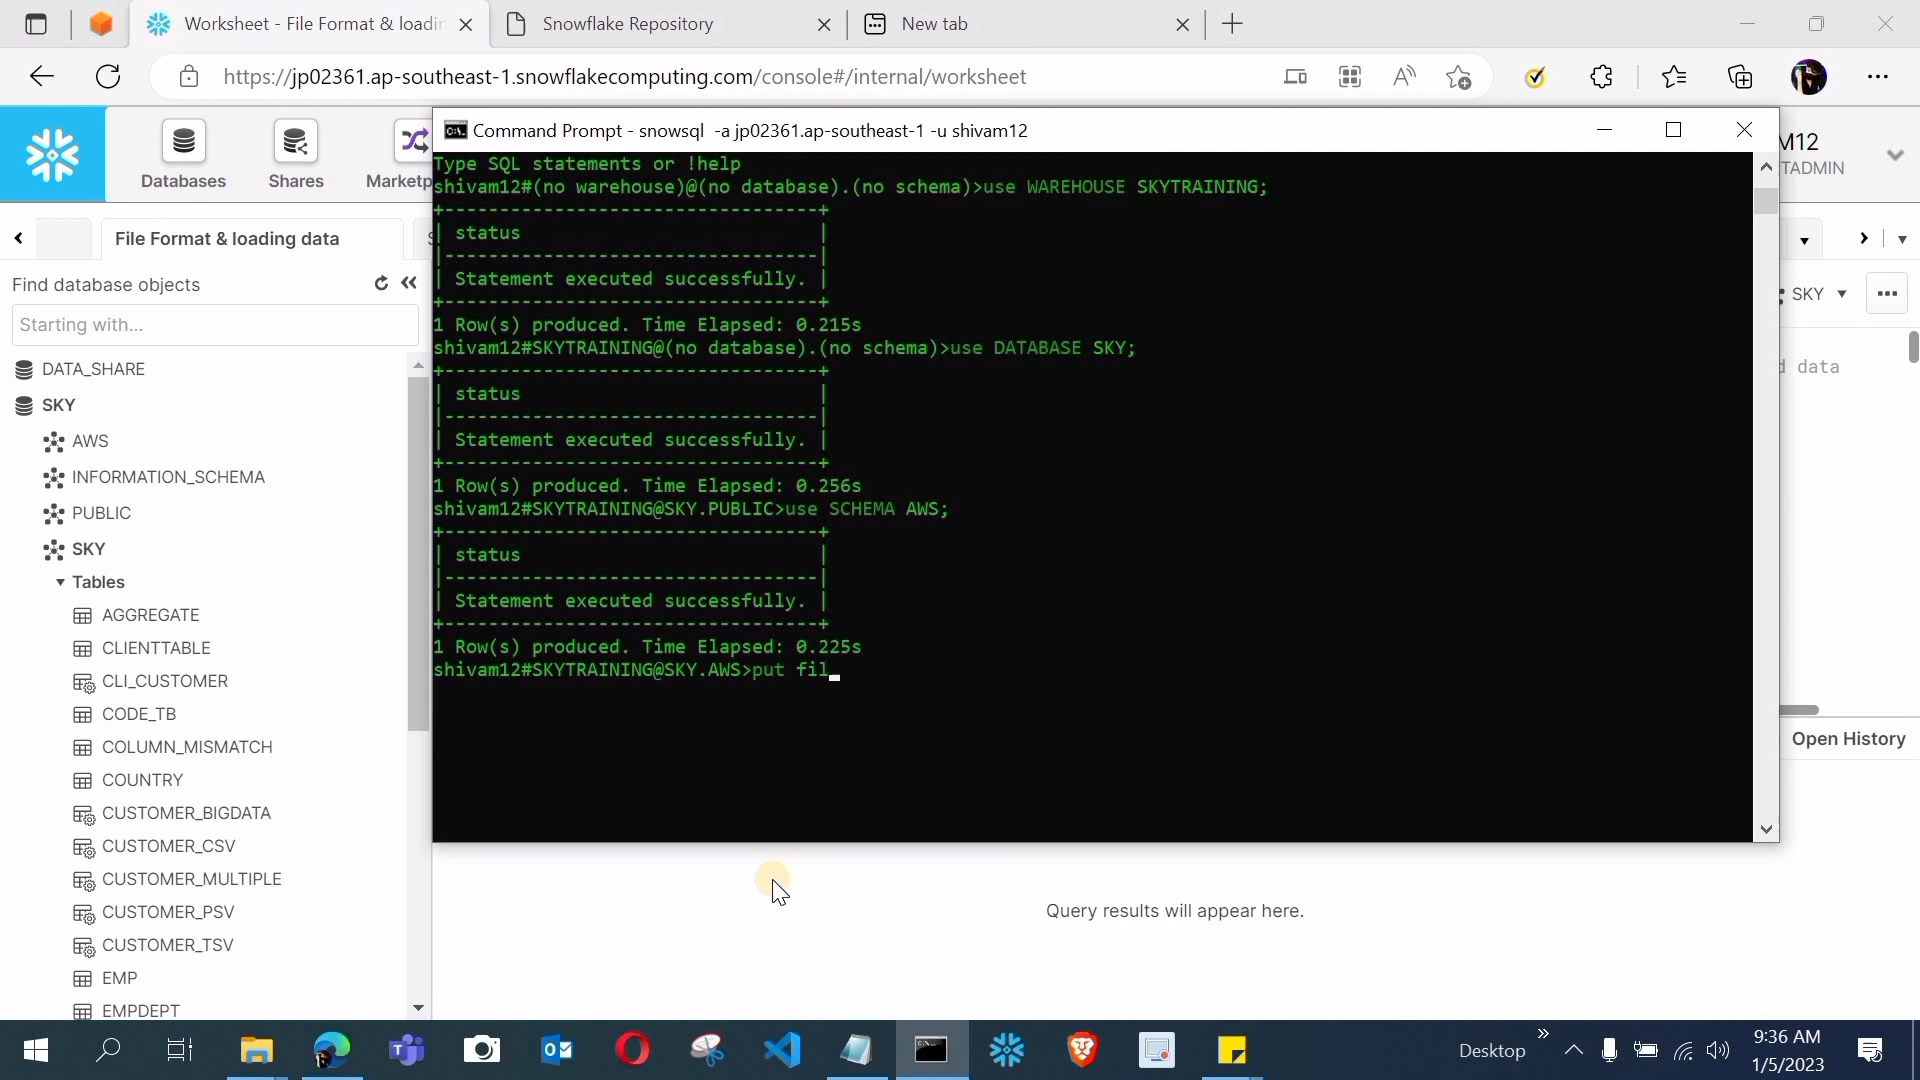 Worksheet - File Format & loadin
Snowflake Repository
New tab
https://jp02361.ap-southeast-1.snowflakecomputing.com/console#/internal/worksheet
Databases
Shares
Marketp
Command Prompt - snowsql -a jp02361.ap-southeast-1 -u shivam12
M12
TADMIN
File Format & loading data
Find database objects
Starting with...
DATA_SHARE
SKY
AWS
INFORMATION_SCHEMA
PUBLIC
SKY
Tables
AGGREGATE
CLIENTTABLE
CLI_CUSTOMER
CODE_TB
COLUMN_MISMATCH
COUNTRY
CUSTOMER_BIGDATA
CUSTOMER_CSV
CUSTOMER_MULTIPLE
CUSTOMER_PSV
CUSTOMER_TSV
EMP
EMPDEPT
Type SQL statements or !help
shivam12#(no warehouse)@(no database).(no schema)>use WAREHOUSE SKYTRAINING;
+----------------------------------+
| status                           |
|----------------------------------|
| Statement executed successfully. |
+----------------------------------+
1 Row(s) produced. Time Elapsed: 0.215s
shivam12#SKYTRAINING@(no database).(no schema)>use DATABASE SKY;
+----------------------------------+
| status                           |
|----------------------------------|
| Statement executed successfully. |
+----------------------------------+
1 Row(s) produced. Time Elapsed: 0.256s
shivam12#SKYTRAINING@SKY.PUBLIC>use SCHEMA AWS;
+----------------------------------+
| status                           |
|----------------------------------|
| Statement executed successfully. |
+----------------------------------+
1 Row(s) produced. Time Elapsed: 0.225s
shivam12#SKYTRAINING@SKY.AWS>put fil_
SKY
d data
Open History
Query results will appear here.
Desktop
9:36 AM
1/5/2023